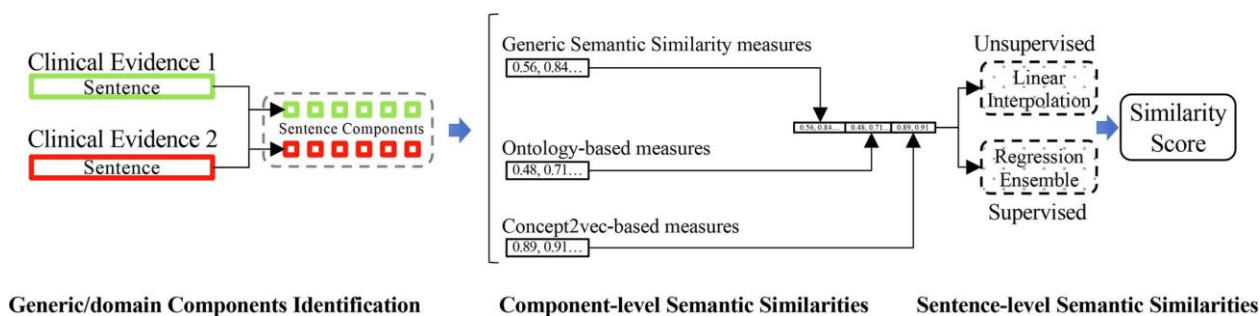 Clinical Evidence 1
Sentence
Sentence Components
Clinical Evidence 2
Sentence
Generic Semantic Similarity measures
0.56, 0.84…
Ontology-based measures
0.48, 0.71…
Concept2vec-based measures
0.89, 0.91…
0.56, 0.84… 0.48, 0.71… 0.89, 0.91
Unsupervised
Linear
Interpolation
Regression
Ensemble
Supervised
Similarity
Score
Generic/domain Components Identification
Component-level Semantic Similarities
Sentence-level Semantic Similarities